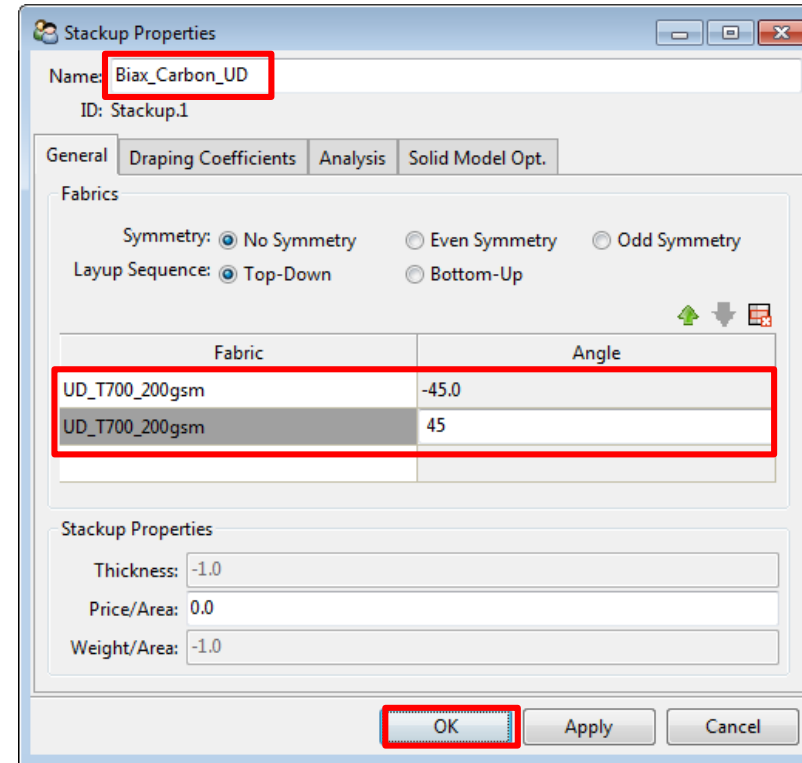 Stackup Properties
Name: Biax_Carbon_UD
ID: Stackup.1
General Draping Coefficients Analysis Solid Model Opt.
Fabrics
Symmetry: No Symmetry Even Symmetry Odd Symmetry
Layup Sequence: Top-Down Bottom-Up
Fabric Angle
UD_T700_200gsm -45.0
UD_T700_200gsm 45
Stackup Properties
Thickness: -1.0
Price/Area: 0.0
Weight/Area: -1.0
OK Apply Cancel